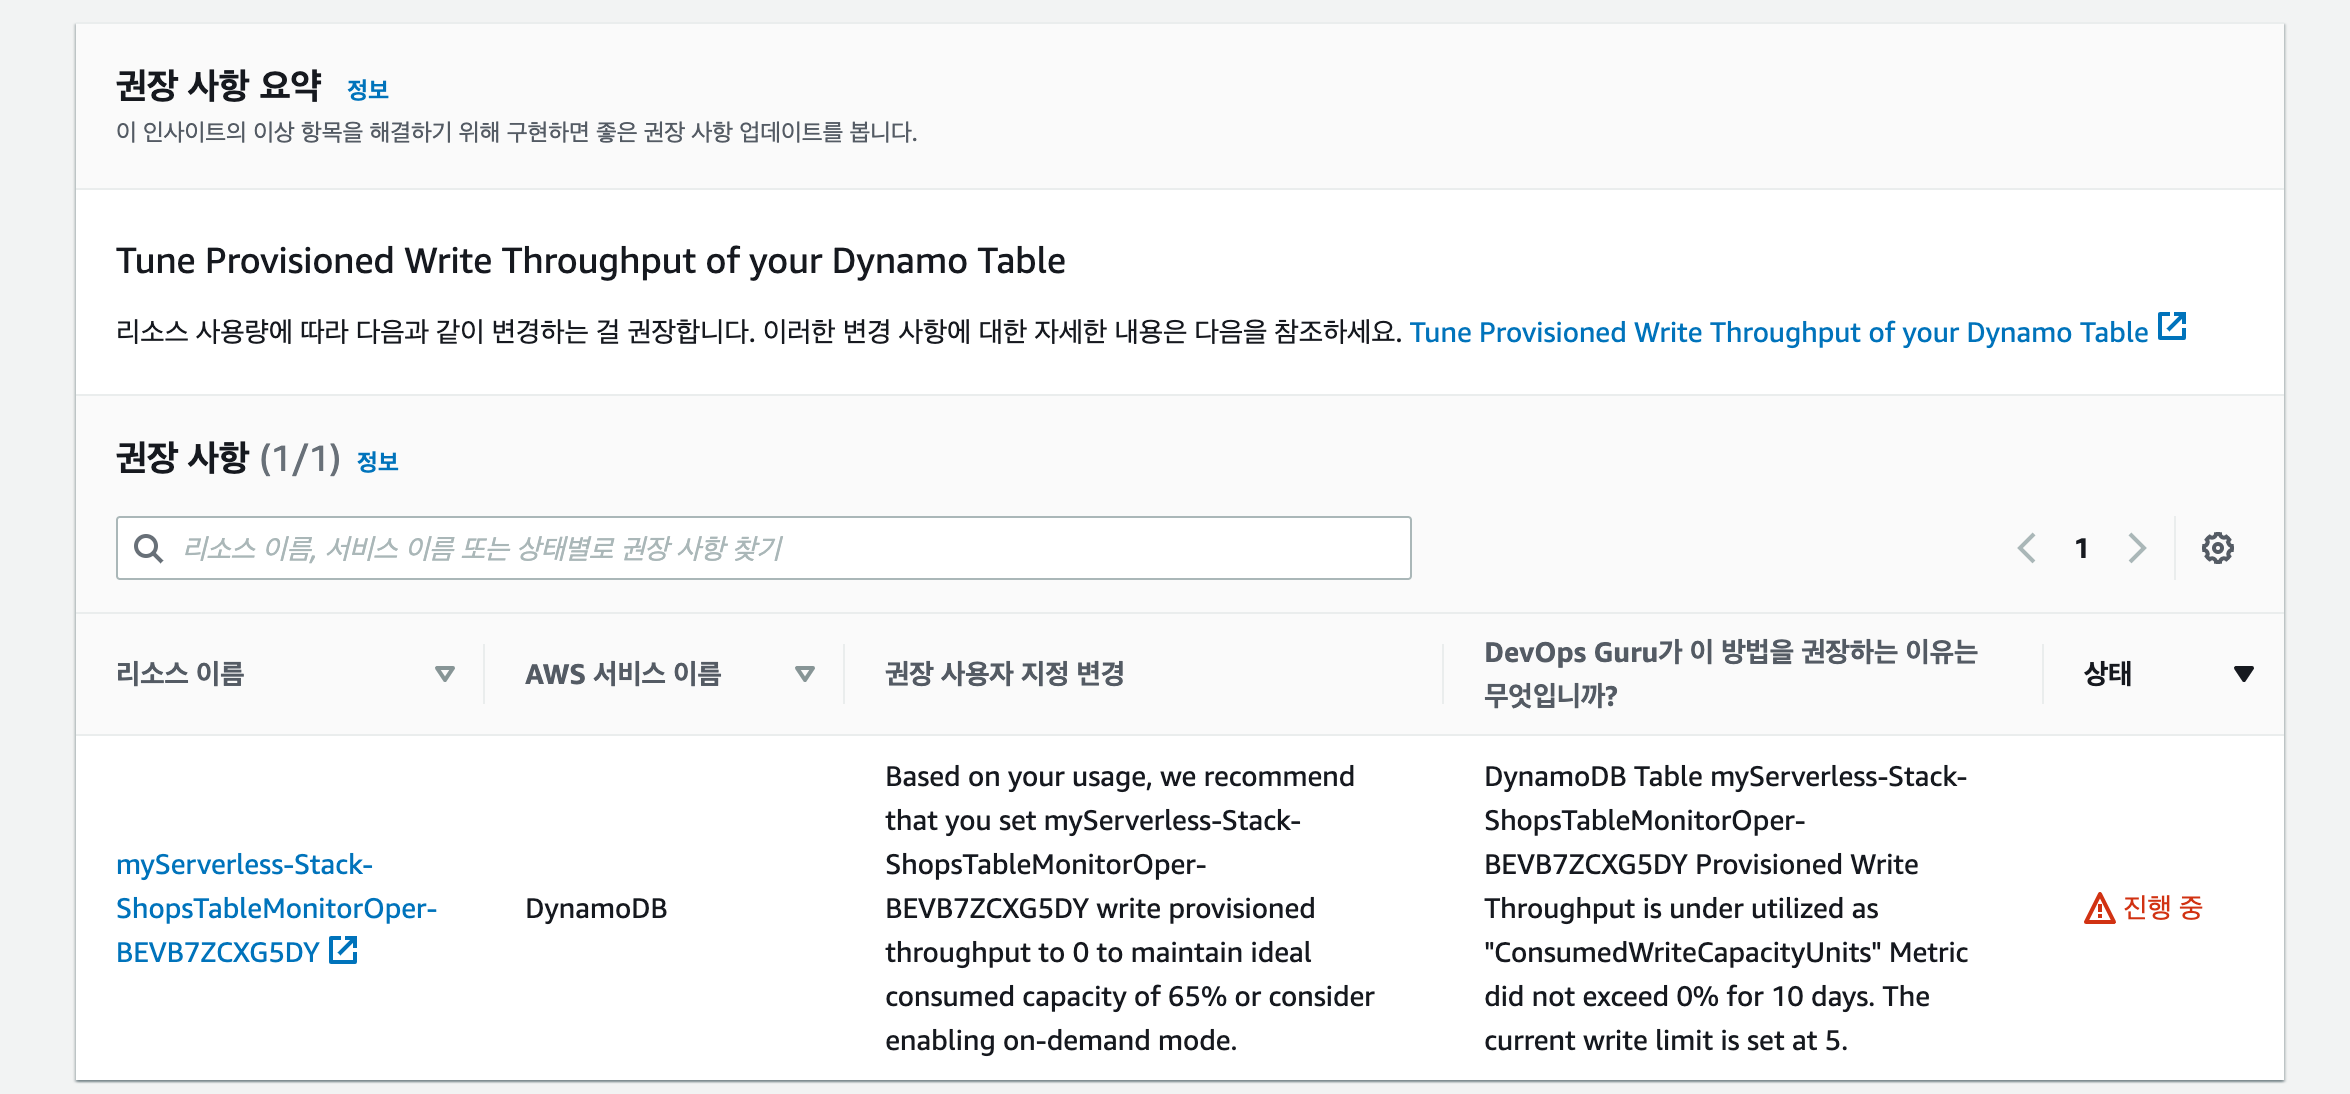 권장 사항 요약 정보
이 인사이트의 이상 항목을 해결하기 위해 구현하면 좋은 권장 사항 업데이트를 봅니다.
Tune Provisioned Write Throughput of your Dynamo Table
리소스 사용량에 따라 다음과 같이 변경하는 걸 권장합니다. 이러한 변경 사항에 대한 자세한 내용은 다음을 참조하세요. Tune Provisioned Write Throughput of your Dynamo Table
권장 사항 (1/1) 정보
리소스 이름, 서비스 이름 또는 상태별로 권장 사항 찾기
1
리소스 이름
AWS 서비스 이름
권장 사용자 지정 변경
DevOps Guru가 이 방법을 권장하는 이유는
무엇입니까?
상태
myServerless-Stack-
ShopsTableMonitorOper-
BEVB7ZCXG5DY
DynamoDB
Based on your usage, we recommend
that you set myServerless-Stack-
ShopsTableMonitorOper-
BEVB7ZCXG5DY write provisioned
throughput to 0 to maintain ideal
consumed capacity of 65% or consider
enabling on-demand mode.
DynamoDB Table myServerless-Stack-
ShopsTableMonitorOper-
BEVB7ZCXG5DY Provisioned Write
Throughput is under utilized as
"ConsumedWriteCapacityUnits" Metric
did not exceed 0% for 10 days. The
current write limit is set at 5.
진행 중